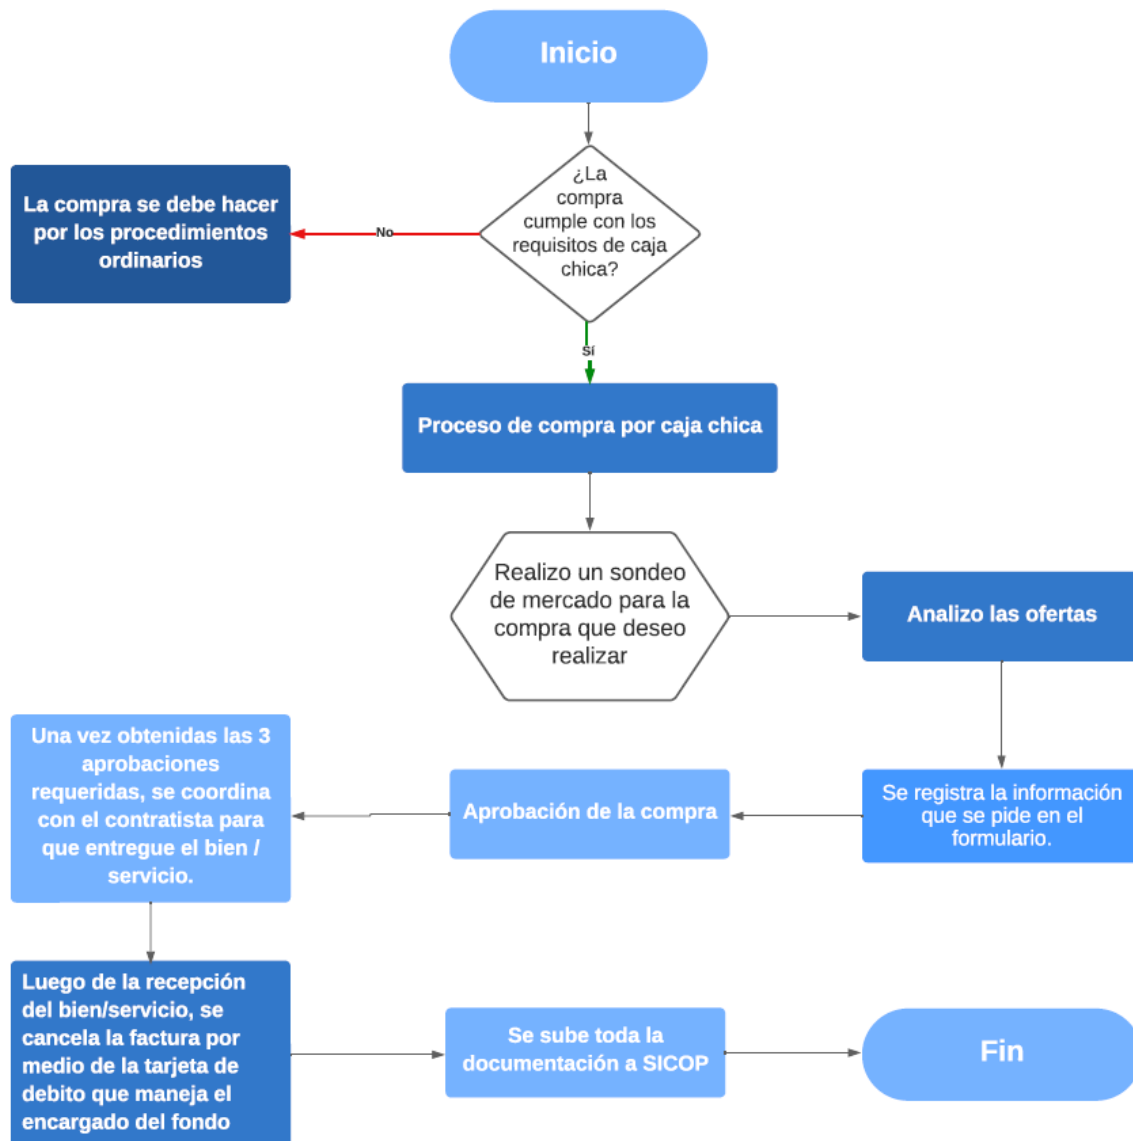 Inicio
¿La
compra
cumple con los
requisitos de caja
chica?
La compra se debe hacer
por los procedimientos
ordinarios
No
Sí
Proceso de compra por caja chica
Realizo un sondeo
de mercado para la
compra que deseo
realizar
Analizo las ofertas
Se registra la información
que se pide en el
formulario.
Aprobación de la compra
Una vez obtenidas las 3
aprobaciones
requeridas, se coordina
con el contratista para
que entregue el bien /
servicio.
Luego de la recepción
del bien/servicio, se
cancela la factura por
medio de la tarjeta de
debito que maneja el
encargado del fondo
Se sube toda la
documentación a SICOP
Fin